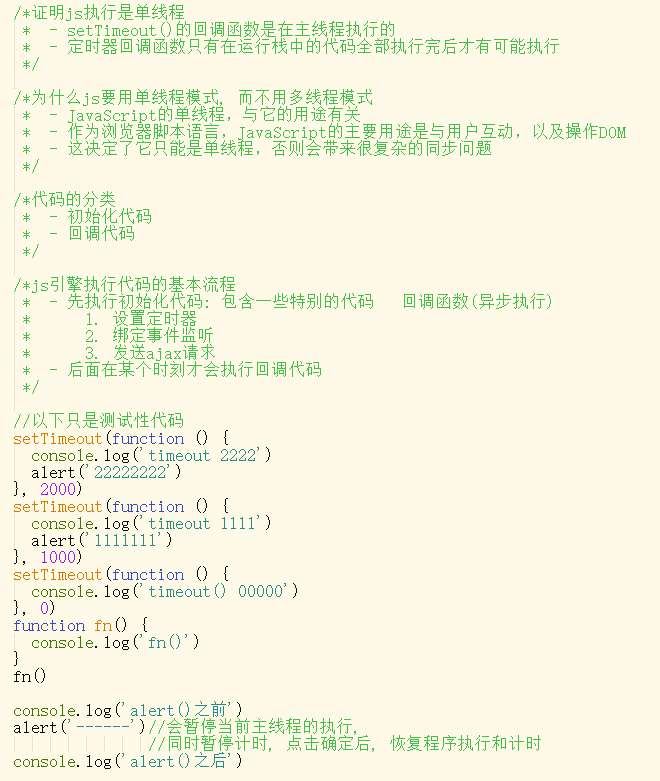 /*证明js执行是单线程
 *  - setTimeout()的回调函数是在主线程执行的
 *  - 定时器回调函数只有在运行栈中的代码全部执行完后才有可能执行
 */
/*为什么js要用单线程模式, 而不用多线程模式
 *  - JavaScript的单线程，与它的用途有关
 *  - 作为浏览器脚本语言，JavaScript的主要用途是与用户互动，以及操作DOM
 *  - 这决定了它只能是单线程，否则会带来很复杂的同步问题
 */
/*代码的分类
 *  - 初始化代码
 *  - 回调代码
 */
/*js引擎执行代码的基本流程
 *  - 先执行初始化代码: 包含一些特别的代码   回调函数(异步执行)
 *      1. 设置定时器
 *      2. 绑定事件监听
 *      3. 发送ajax请求
 *  - 后面在某个时刻才会执行回调代码
 */
//以下只是测试性代码
setTimeout(function () {
  console.log('timeout 2222')
  alert('22222222')
}, 2000)
setTimeout(function () {
  console.log('timeout 1111')
  alert('1111111')
}, 1000)
setTimeout(function () {
  console.log('timeout() 00000')
}, 0)
function fn() {
  console.log('fn()')
}
fn()
console.log('alert()之前')
alert('------')//会暂停当前主线程的执行,
               //同时暂停计时, 点击确定后, 恢复程序执行和计时
console.log('alert()之后')